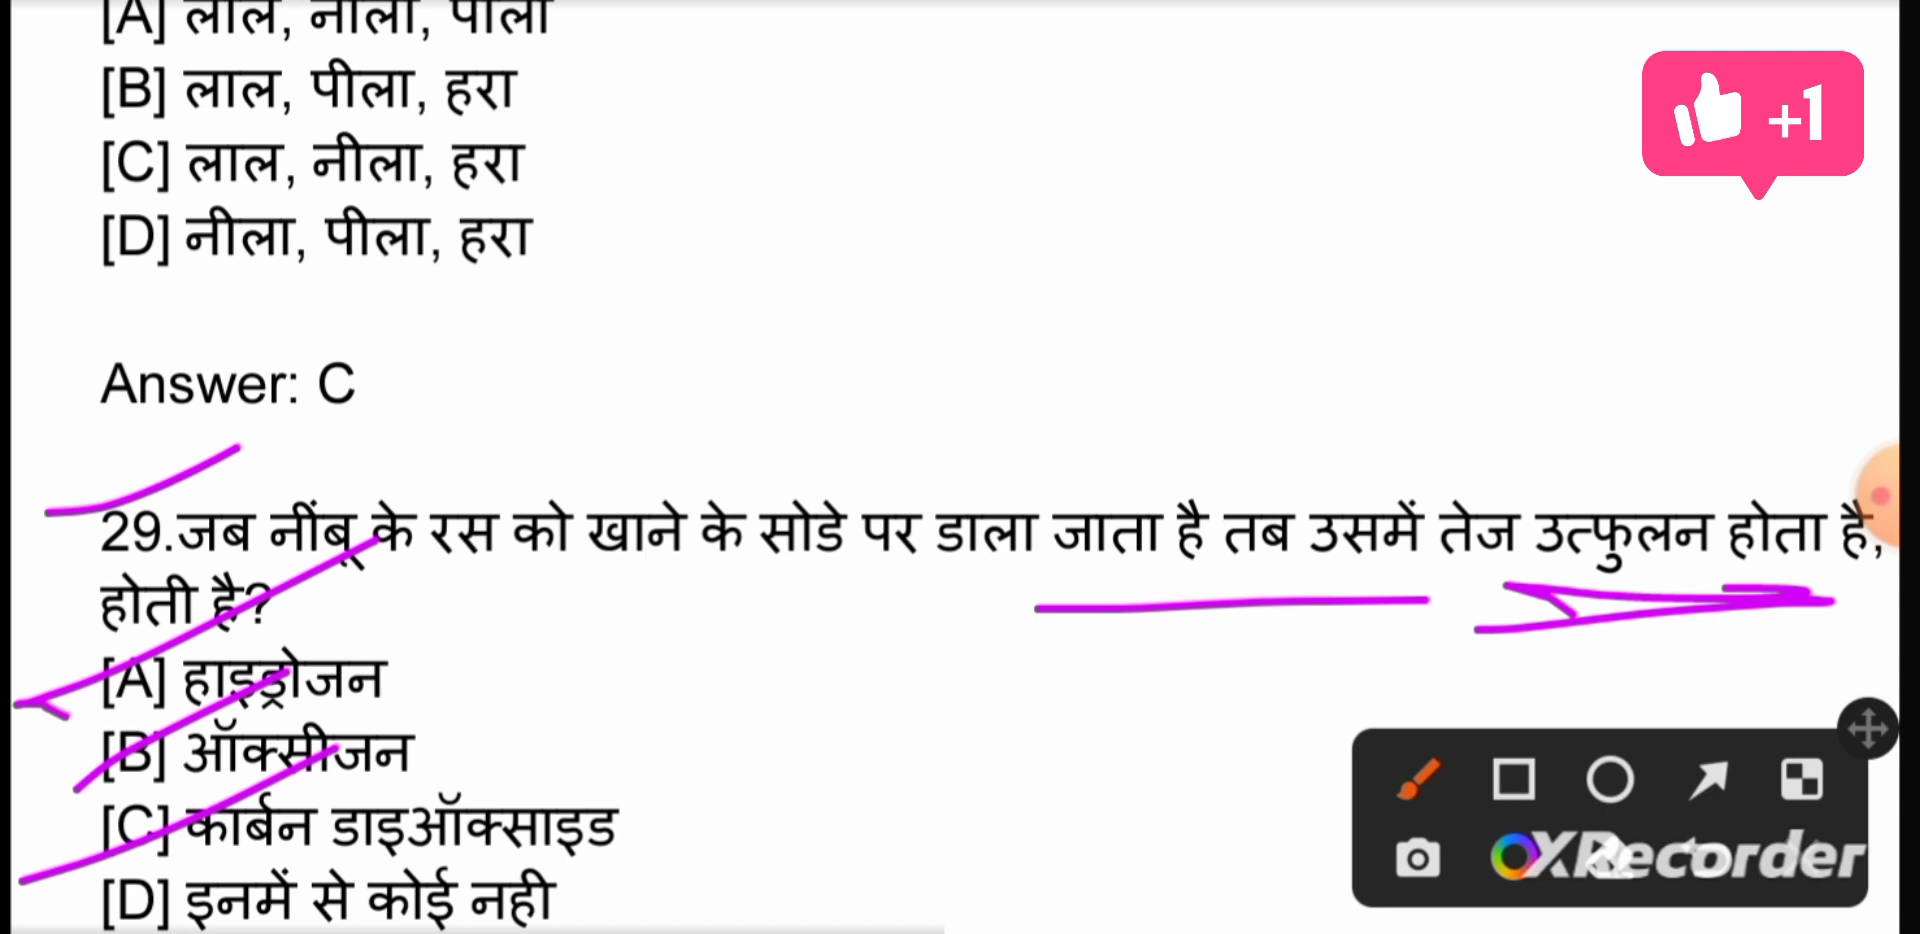 [A] लाल, नीला, पीला
[B] लाल, पीला, हरा
[C] लाल, नीला, हरा
[D] नीला, पीला, हरा
+1
Answer: C
29.जब नींबू के रस को खाने के सोडे पर डाला जाता है तब उसमें तेज उत्फुलन होता है,
होती है?
[A] हाइड्रोजन
[B] ऑक्सीजन
[C] कार्बन डाइऑक्साइड
[D] इनमें से कोई नही
XRecorder